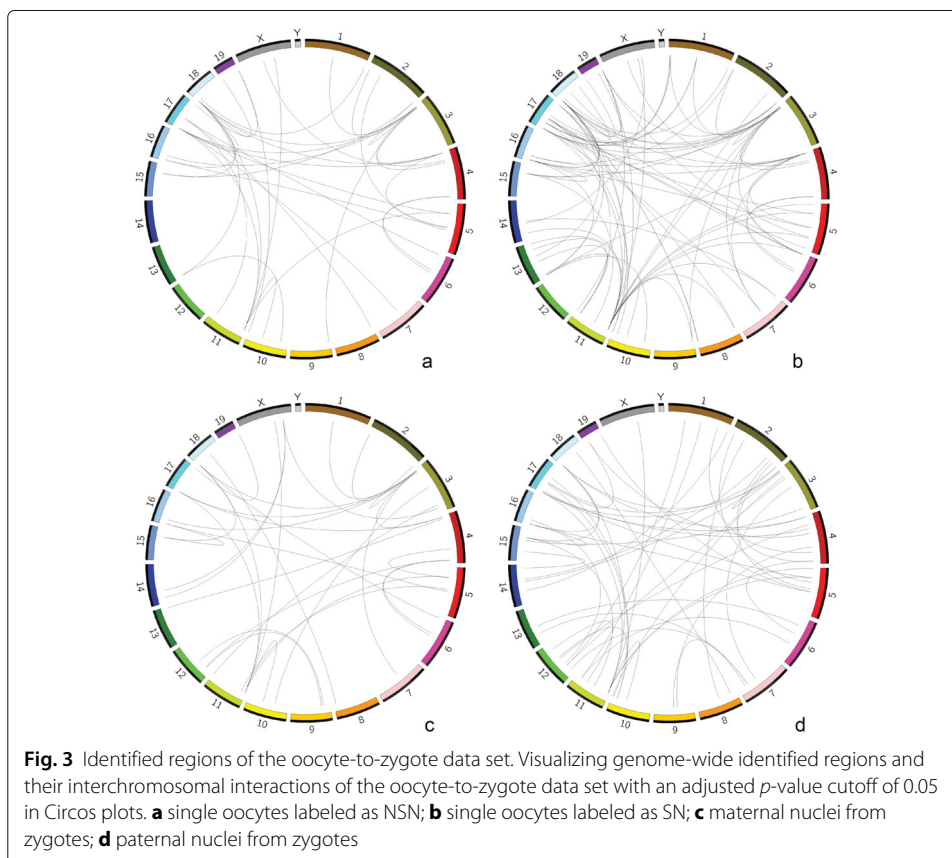 X Y 1 2 3 4 5 6 7 8 9 10 11 12 13 14 15 16 17 18 19
a
X Y 1 2 3 4 5 6 7 8 9 10 11 12 13 14 15 16 17 18 19
b
X Y 1 2 3 4 5 6 7 8 9 10 11 12 13 14 15 16 17 18 19
c
X Y 1 2 3 4 5 6 7 8 9 10 11 12 13 14 15 16 17 18 19
d
Fig. 3 Identified regions of the oocyte-to-zygote data set. Visualizing genome-wide identified regions and
their interchromosomal interactions of the oocyte-to-zygote data set with an adjusted p-value cutoff of 0.05
in Circos plots. a single oocytes labeled as NSN; b single oocytes labeled as SN; c maternal nuclei from
zygotes; d paternal nuclei from zygotes